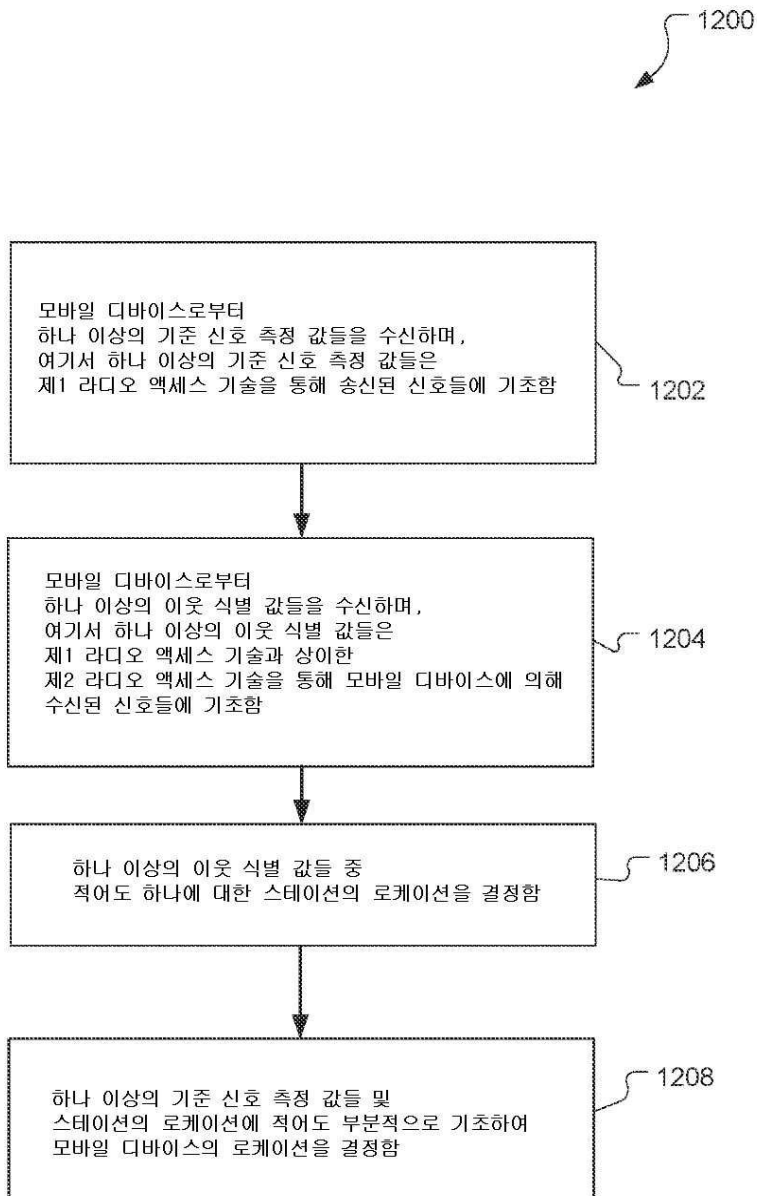 1200
모바일 디바이스로부터
하나 이상의 기준 신호 측정 값들을 수신하며,
여기서 하나 이상의 기준 신호 측정 값들은
제1 라디오 액세스 기술을 통해 송신된 신호들에 기초함
1202
모바일 디바이스로부터
하나 이상의 이웃 식별 값들을 수신하며,
여기서 하나 이상의 이웃 식별 값들은
제1 라디오 액세스 기술과 상이한
제2 라디오 액세스 기술을 통해 모바일 디바이스에 의해
수신된 신호들에 기초함
1204
하나 이상의 이웃 식별 값들 중
적어도 하나에 대한 스테이션의 로케이션을 결정함
1206
하나 이상의 기준 신호 측정 값들 및
스테이션의 로케이션에 적어도 부분적으로 기초하여
모바일 디바이스의 로케이션을 결정함
1208